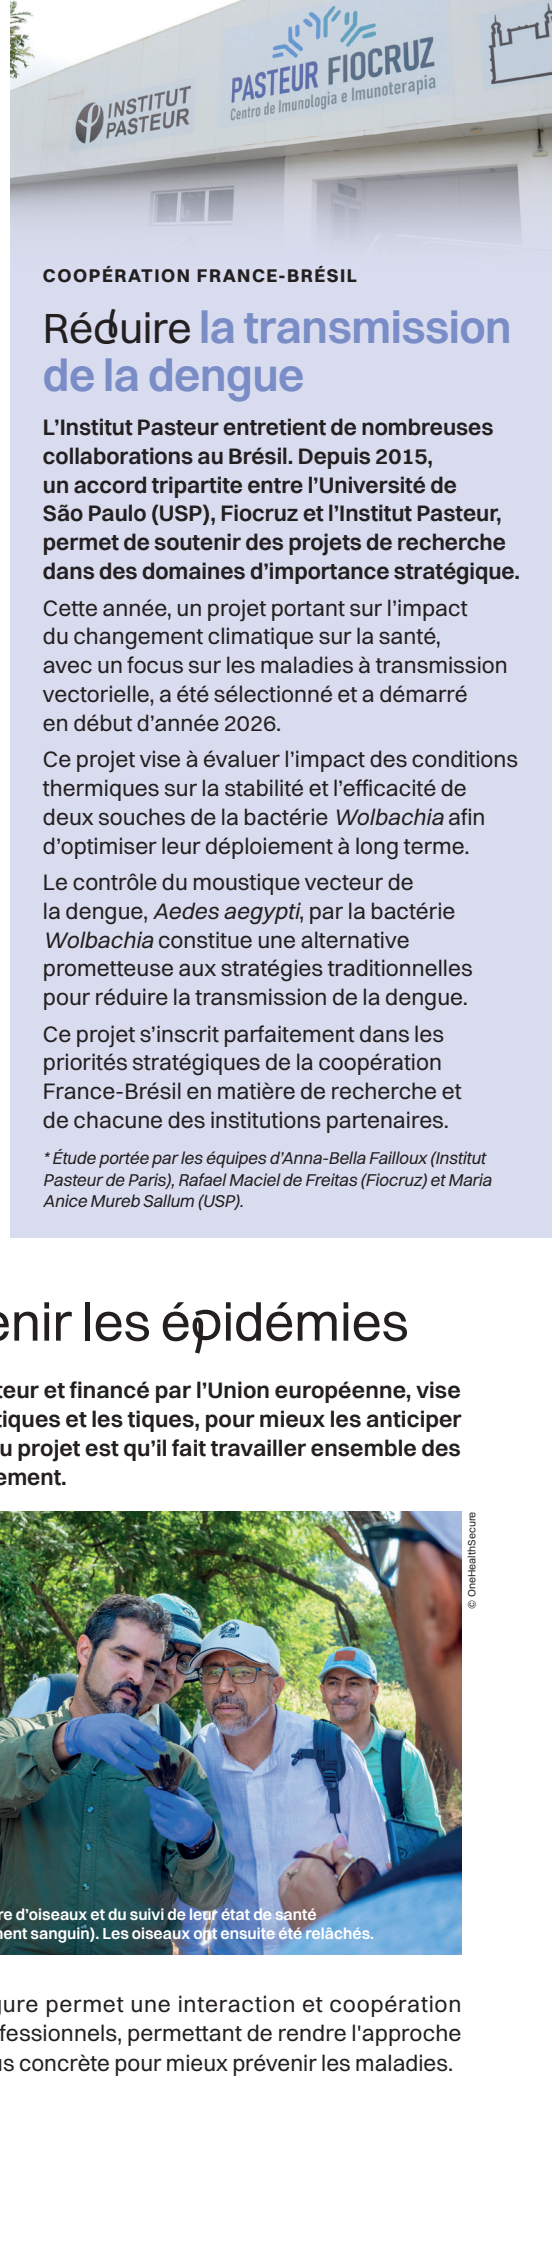 INSTITUT
PASTEUR
PASTEUR FIOCRUZ
Centro de Imunologia e Imunoterapia
COOPÉRATION FRANCE-BRÉSIL
Réduire la transmission
de la dengue
L’Institut Pasteur entretient de nombreuses
collaborations au Brésil. Depuis 2015,
un accord tripartite entre l’Université de
São Paulo (USP), Fiocruz et l’Institut Pasteur,
permet de soutenir des projets de recherche
dans des domaines d’importance stratégique.
Cette année, un projet portant sur l’impact
du changement climatique sur la santé,
avec un focus sur les maladies à transmission
vectorielle, a été sélectionné et a démarré
en début d’année 2026.
Ce projet vise à évaluer l’impact des conditions
thermiques sur la stabilité et l’efficacité de
deux souches de la bactérie Wolbachia afin
d’optimiser leur déploiement à long terme.
Le contrôle du moustique vecteur de
la dengue, Aedes aegypti, par la bactérie
Wolbachia constitue une alternative
prometteuse aux stratégies traditionnelles
pour réduire la transmission de la dengue.
Ce projet s’inscrit parfaitement dans les
priorités stratégiques de la coopération
France-Brésil en matière de recherche et
de chacune des institutions partenaires.
* Étude portée par les équipes d’Anna-Bella Failloux (Institut
Pasteur de Paris), Rafael Maciel de Freitas (Fiocruz) et Maria
Anice Mureb Sallum (USP).
enir les épidémies
teur et financé par l’Union européenne, vise
tiques et les tiques, pour mieux les anticiper
u projet est qu’il fait travailler ensemble des
ement.
© OneHealthSecure
re d’oiseaux et du suivi de leur état de santé
nent sanguin). Les oiseaux ont ensuite été relâchés.
gure permet une interaction et coopération
fessionnels, permettant de rendre l'approche
us concrète pour mieux prévenir les maladies.